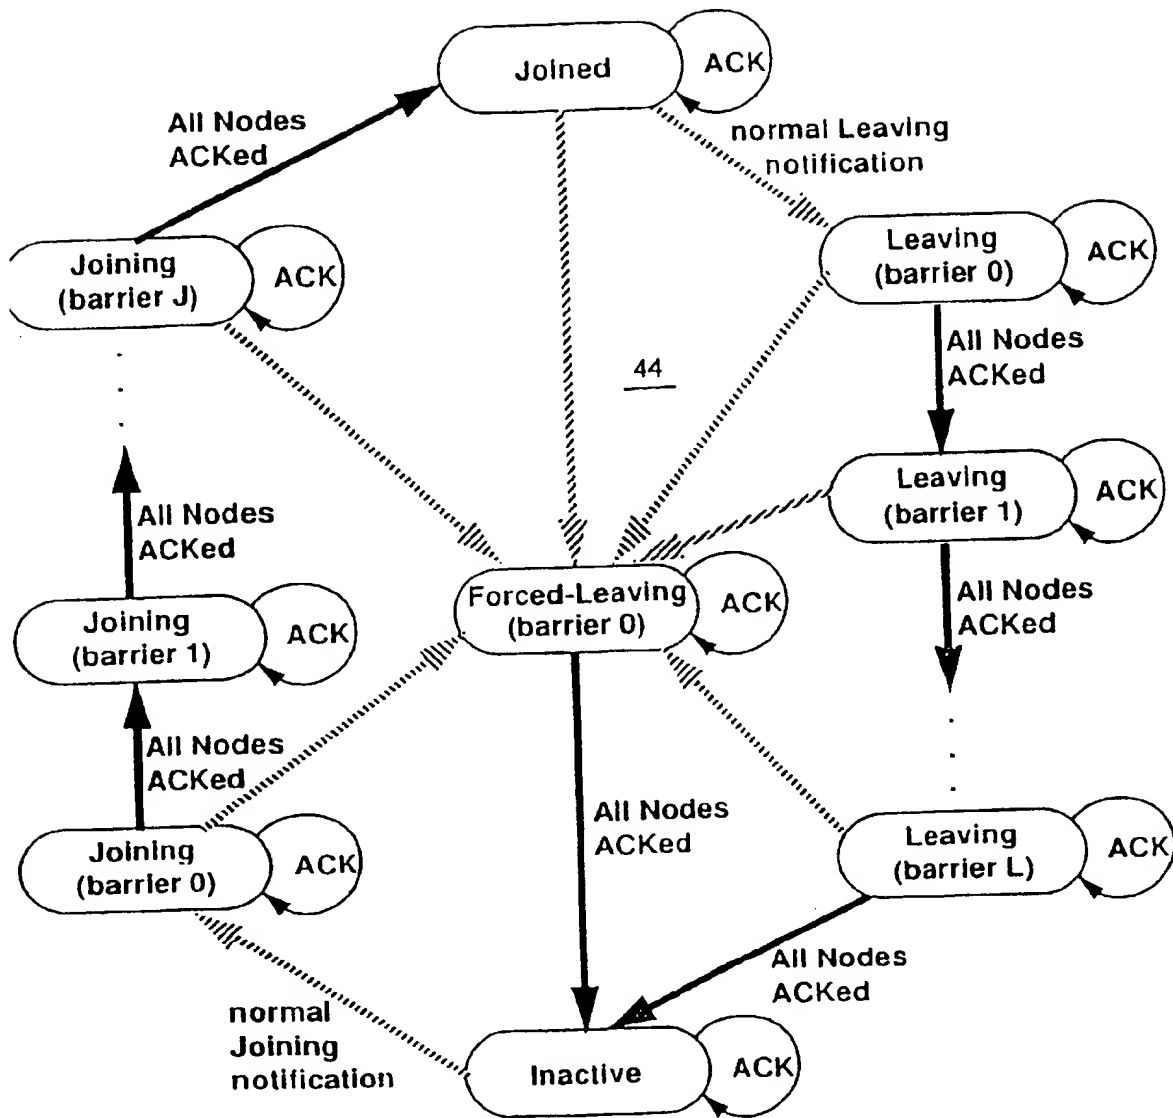 Joined
ACK
All Nodes
ACKed
normal Leaving
notification
Joining
(barrier J)
ACK
Leaving
(barrier 0)
ACK
44
All Nodes
ACKed
Leaving
(barrier 1)
ACK
All Nodes
ACKed
Forced-Leaving
(barrier 0)
ACK
All Nodes
ACKed
Joining
(barrier 1)
ACK
All Nodes
ACKed
All Nodes
ACKed
Joining
(barrier 0)
ACK
Leaving
(barrier L)
ACK
All Nodes
ACKed
normal
Joining
notification
Inactive
ACK